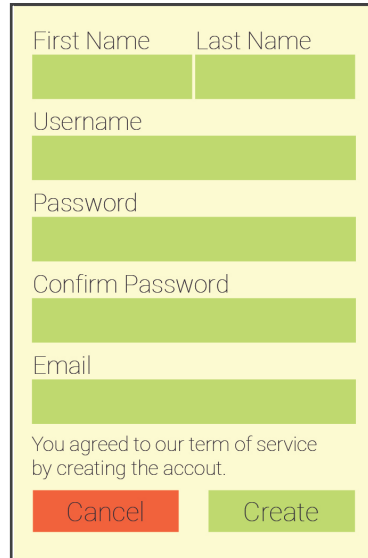 First Name Last Name
Username
Password
Confirm Password
Email
You agreed to our term of service
by creating the accout.
Cancel Create